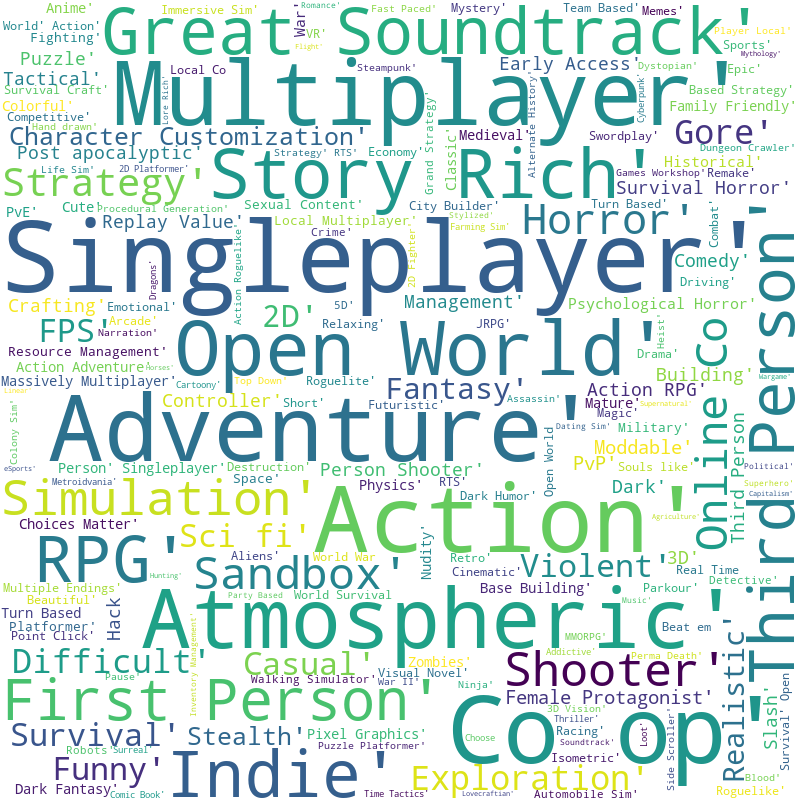 Anime'
Immersive Sim'
Romance'
Fast Paced'
Mystery'
Team Based'
Memes'
Player Local'
World' Action'
Great Soundtrack'
War'
VR'
Flight'
Sports'
Mythology'
Fighting'
Puzzle'
Multiplayer'
Early Access'
Dystopian'
Epic'
Tactical'
Local Co
Steampunk'
Survival Craft'
Lore Rich'
Cyberpunk'
Based Strategy'
Colorful'
Family Friendly'
Competitive'
Hand drawn'
Character Customization'
Medieval'
Swordplay'
Gore'
Alternate History'
Post apocalyptic'
Strategy' RTS'
Economy'
Grand Strategy'
Classic'
Dungeon Crawler'
Historical'
Life Sim'
2D Platformer'
Story Rich'
Games Workshop'
Remake'
Strategy'
Survival Horror'
PvE'
Cute'
Procedural Generation'
Sexual Content'
City Builder'
Turn Based'
Replay Value'
Local Multiplayer'
Stylized'
Farming Sim'
Horror'
Combat'
Singleplayer'
Crime'
2D Fighter'
Action Roguelike'
Dragons'
Comedy'
Driving'
Third Person'
Crafting'
Emotional'
5D'
Management'
Psychological Horror'
Arcade'
2D'
FPS'
Narration'
Relaxing'
JRPG'
Heist'
Online Co
Resource Management'
Open World'
Drama'
Action Adventure'
Horses'
Building'
Wargame'
Massively Multiplayer'
Cartoony'
Top Down'
Roguelite'
Fantasy'
Action RPG'
Linear'
Controller'
Short'
Futuristic'
Assassin'
Mature'
Supernatural'
Magic'
Colony Sim'
Adventure'
Dating Sim'
Military'
Third Person
Open World
Moddable'
PvP'
Souls like'
eSports'
Person' Singleplayer'
Destruction'
Person Shooter'
Political'
Metroidvania'
Space'
Physics'
RTS'
Dark'
Superhero'
Simulation'
Dark Humor'
Capitalism'
Choices Matter'
Sci fi'
Action'
Agriculture'
RPG'
Aliens'
World War
Nudity'
Retro'
3D'
Hunting'
Sandbox'
Cinematic'
Violent'
Real Time
Detective'
Multiple Endings'
Beautiful'
Party Based'
World Survival
Base Building'
Parkour'
Turn Based
Hack
Atmospheric'
Music'
Platformer'
Beat em
Point Click'
Inventory Management'
MMORPG'
Addictive'
Perma Death'
Difficult'
Casual'
Zombies'
Shooter'
Realistic'
Pause'
Walking Simulator'
Visual Novel'
War II'
Ninja'
First Person'
Female Protagonist'
Slash'
Survival Open
Co op'
3D Vision'
Choose
Thriller'
Survival'
Stealth'
Pixel Graphics'
Racing'
Robots'
Surreal'
Puzzle Platformer'
Soundtrack'
Loot'
Side Scroller'
Funny'
Indie'
Isometric'
Exploration'
Blood'
Dark Fantasy'
Comic Book'
Time Tactics'
Lovecraftian'
Automobile Sim'
Roguelike'